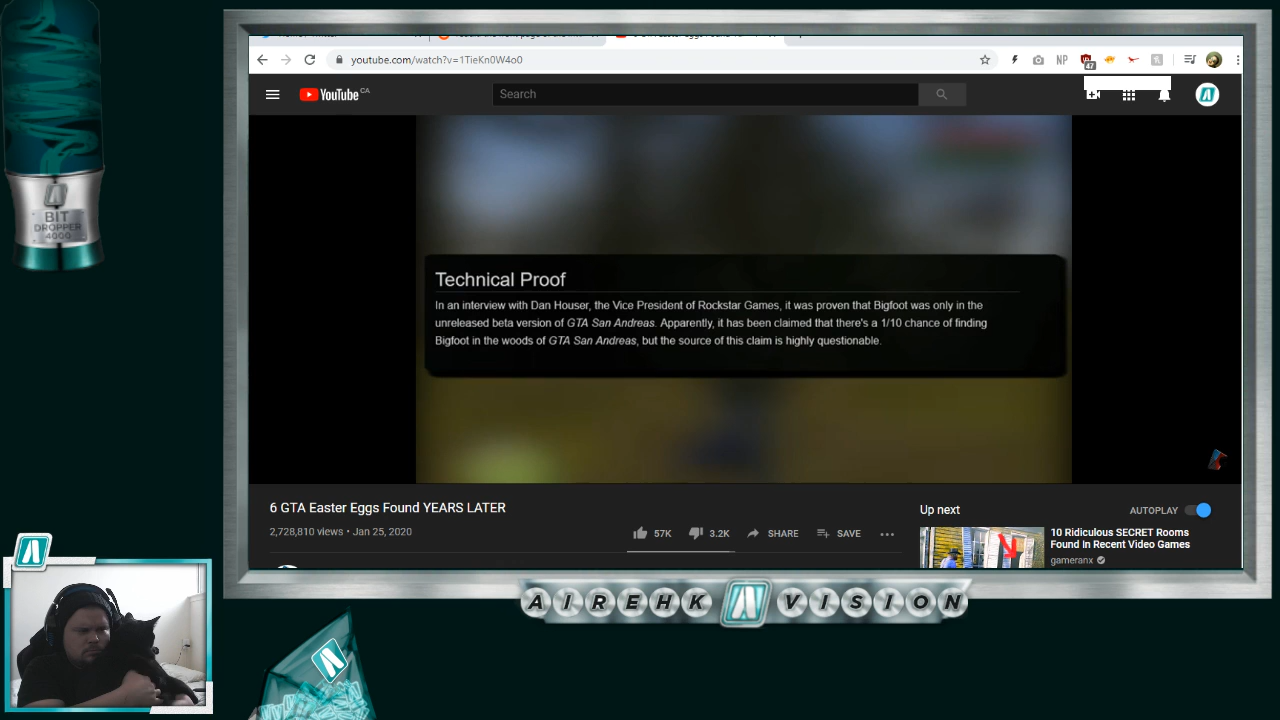 youtube.com/watch?v=1TieKn0W4o0
NP
47
YouTube CA
Search
BIT
DROPPER
4000
Technical Proof
In an interview with Dan Houser, the Vice President of Rockstar Games, it was proven that Bigfoot was only in the
unreleased beta version of GTA San Andreas. Apparently, it has been claimed that there's a 1/10 chance of finding
Bigfoot in the woods of GTA San Andreas, but the source of this claim is highly questionable.
6 GTA Easter Eggs Found YEARS LATER
2,728,810 views • Jan 25, 2020
57K
3.2K
SHARE
SAVE
Up next
AUTOPLAY
10 Ridiculous SECRET Rooms
Found In Recent Video Games
gameranx
AIREHK VISION